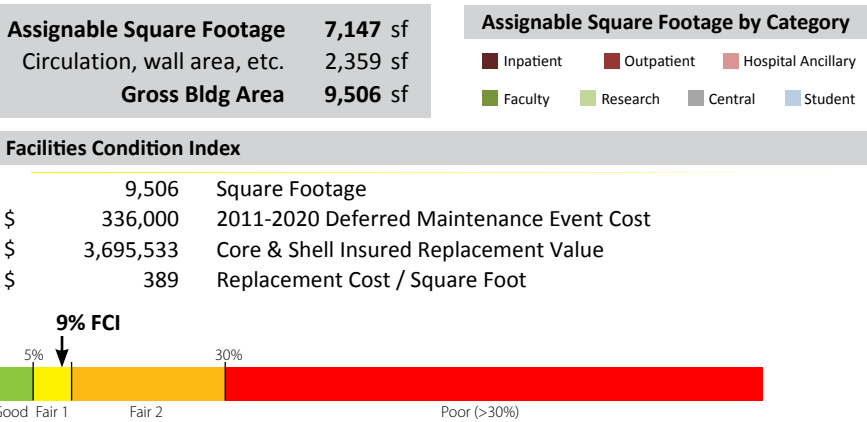 Assignable Square Footage 7,147 sf
Circulation, wall area, etc. 2,359 sf
Gross Bldg Area 9,506 sf
Assignable Square Footage by Category
Inpatient Outpatient Hospital Ancillary
Faculty Research Central Student
Facilities Condition Index
9,506 Square Footage
$ 336,000 2011-2020 Deferred Maintenance Event Cost
$ 3,695,533 Core & Shell Insured Replacement Value
$ 389 Replacement Cost / Square Foot
9% FCI
5% 30%
Good Fair 1 Fair 2 Poor (>30%)